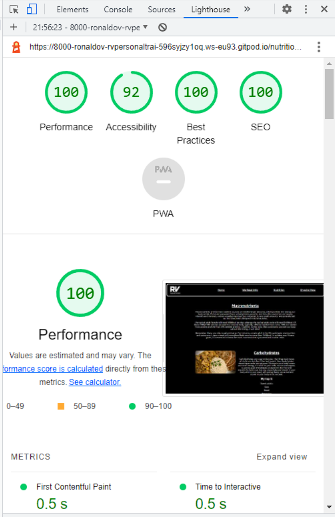 Elements
Console
Sources
Lighthouse
»
21:56:23 - ronaldov-rvpe
https://8000-ronaldov-rvpersonaltrai-596syjzy1oq.ws-eu93.gitpod.io/nutritio...
100 92 100 100
Performance Accessibility Best Practices SEO
PWA
PWA
100
Performance
Values are estimated and may vary. The
formance score is calculated directly from thes
metrics. See calculator.
0–49 50–89 90–100
RV
Macronutrients
Carbohydrates
METRICS Expand view
First Contentful Paint Time to Interactive
0.5 s 0.5 s